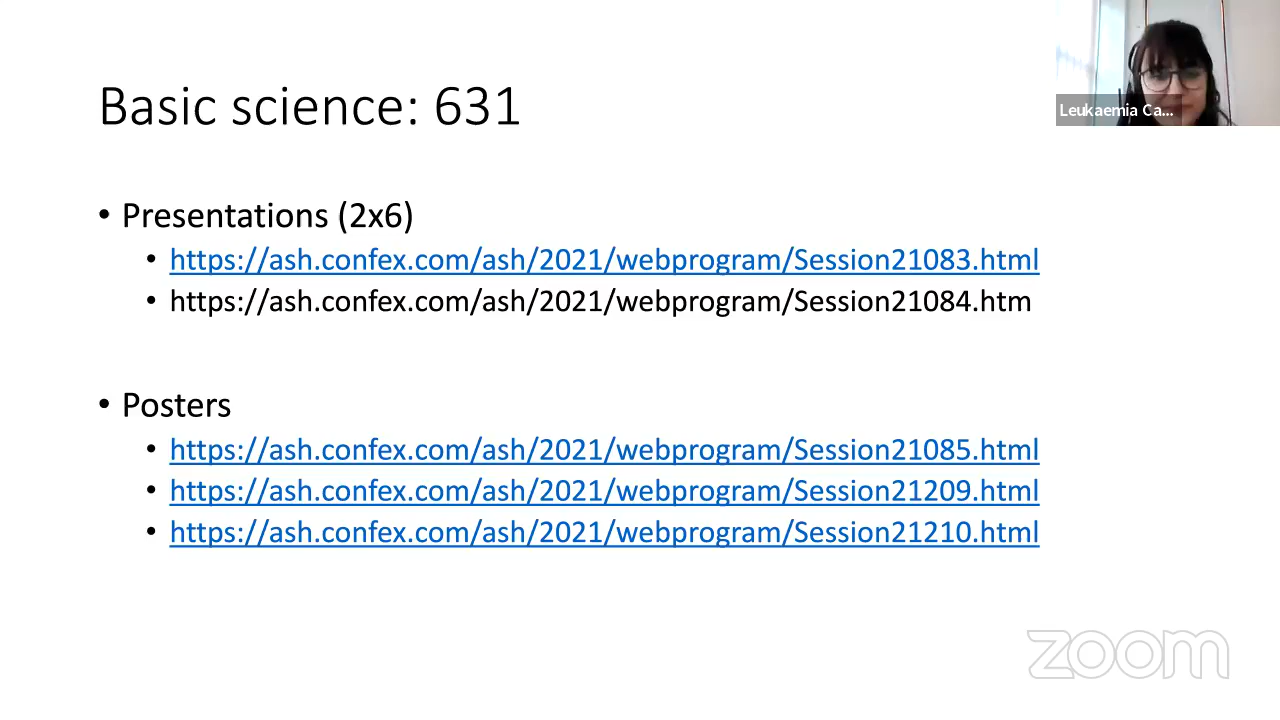 Basic science: 631
Leukaemia Ca...
• Presentations (2x6)
• https://ash.confex.com/ash/2021/webprogram/Session21083.html
• https://ash.confex.com/ash/2021/webprogram/Session21084.htm
• Posters
• https://ash.confex.com/ash/2021/webprogram/Session21085.html
• https://ash.confex.com/ash/2021/webprogram/Session21209.html
• https://ash.confex.com/ash/2021/webprogram/Session21210.html
zoom